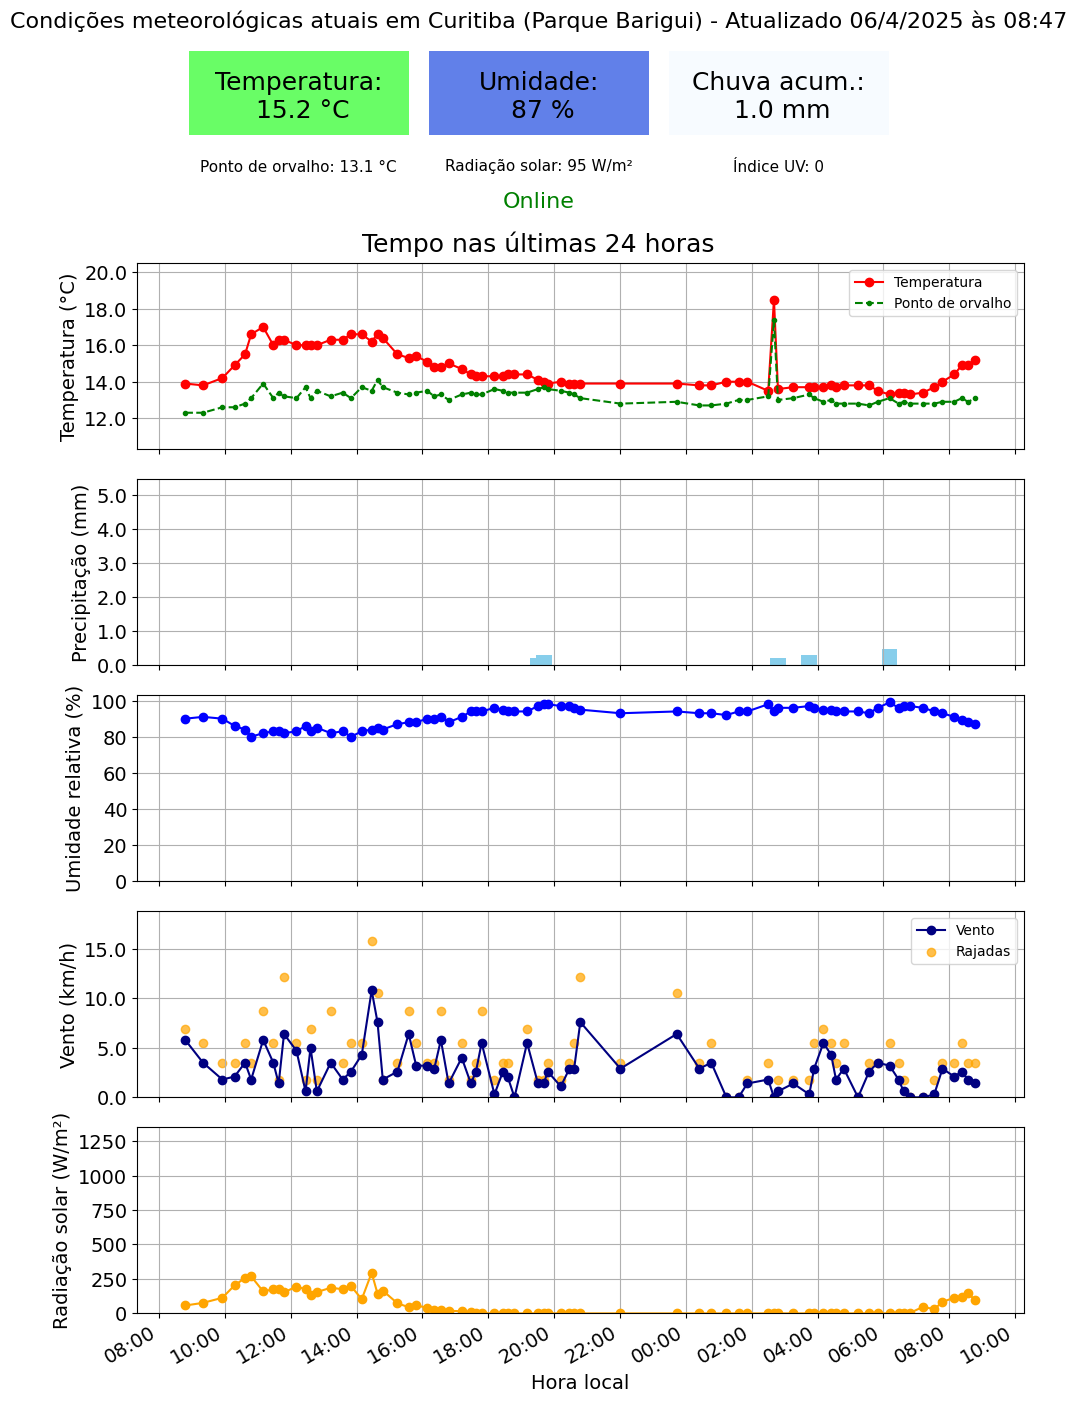 Condições meteorológicas atuais em Curitiba (Parque Barigui) - Atualizado 06/4/2025 às 08:47
Temperatura:
15.2 °C
Umidade:
87 %
Chuva acum.:
1.0 mm
Ponto de orvalho: 13.1 °C
Radiação solar: 95 W/m²
Índice UV: 0
Online
Tempo nas últimas 24 horas
Temperatura (°C)
20.0
18.0
16.0
14.0
12.0
Temperatura
Ponto de orvalho
Precipitação (mm)
5.0
4.0
3.0
2.0
1.0
0.0
Umidade relativa (%)
100
80
60
40
20
0
Vento (km/h)
15.0
10.0
5.0
0.0
Vento
Rajadas
Radiação solar (W/m²)
1250
1000
750
500
250
0
08:00
10:00
12:00
14:00
16:00
18:00
20:00
22:00
00:00
02:00
04:00
06:00
08:00
10:00
Hora local